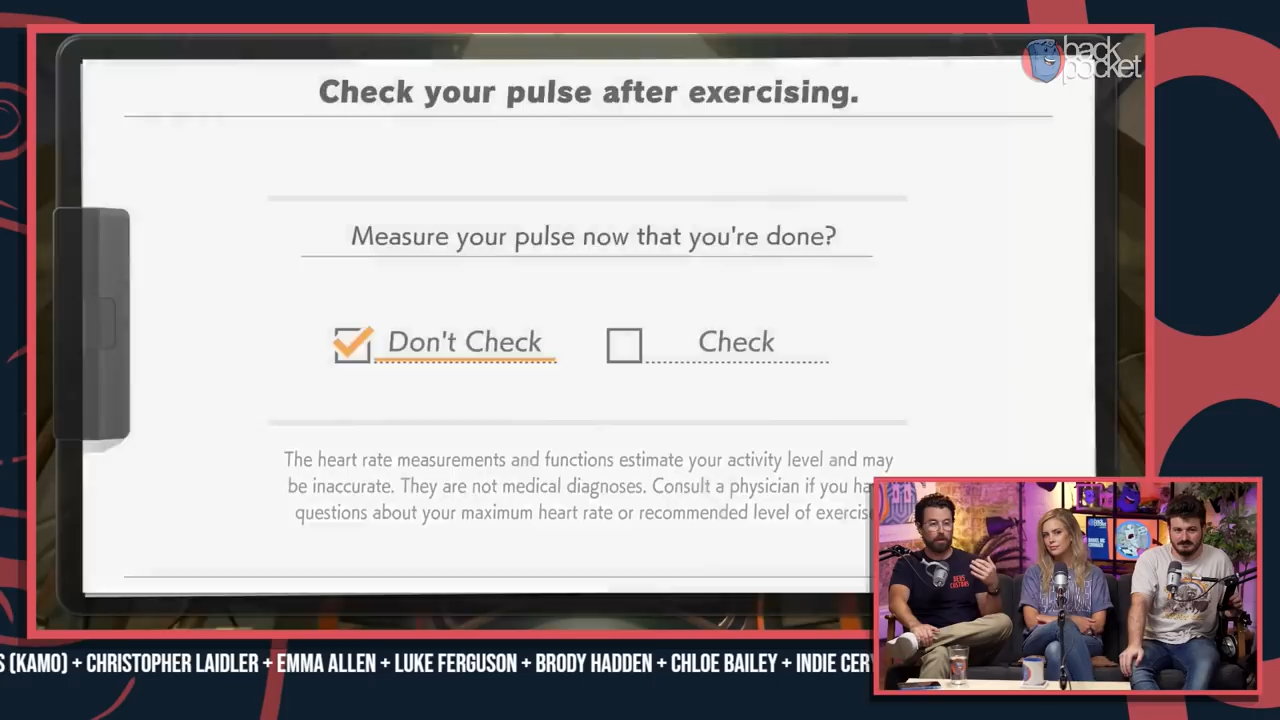 back
pocket
Check your pulse after exercising.
Measure your pulse now that you're done?
Don't Check
Check
The heart rate measurements and functions estimate your activity level and may
be inaccurate. They are not medical diagnoses. Consult a physician if you ha
questions about your maximum heart rate or recommended level of exercis
DEUS
CUSTOMS
S (KAMO) + CHRISTOPHER LAIDLER + EMMA ALLEN + LUKE FERGUSON + BRODY HADDEN + CHLOE BAILEY + INDIE CER